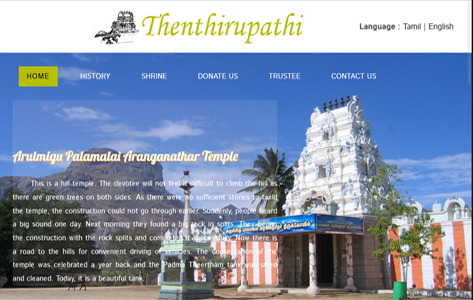 Thenthirupathi
Language : Tamil | English
HOME HISTORY SHRINE DONATE US TRUSTEE CONTACT US
Arulmigu Palamalai Aranganathar Temple
This is a hill temple. The devotee will not feel it difficult to climb the hill as
there are green trees on both sides. As there were no sufficient stones to build
the temple, the construction could not go through earlier. Suddenly, people heard
a big sound one day. Next morning they found a big rock in splits. They began
the construction with the rock splits and completed it successfully. Now there is
a road to the hills for convenient driving of vehicles. The consecration of the
temple was celebrated a year back and the Padma Theertham tank was silted
and cleaned. Today, it is a beautiful tank.